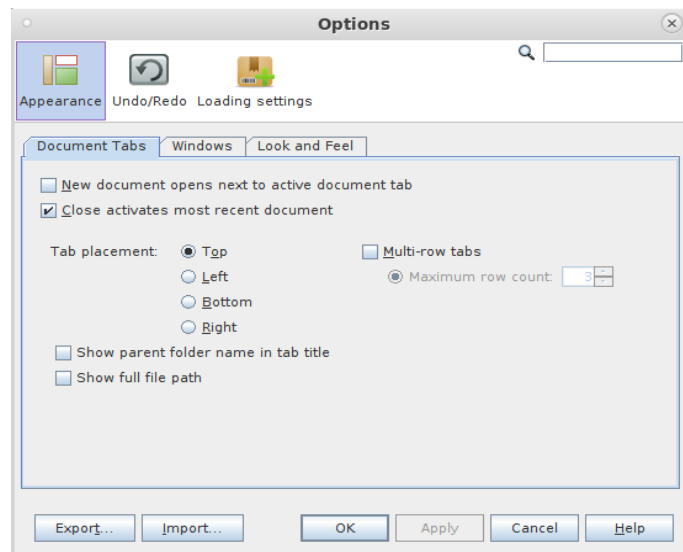 Options
Appearance Undo/Redo Loading settings
Document Tabs Windows Look and Feel
New document opens next to active document tab
Close activates most recent document
Tab placement: Top Multi-row tabs
Left Maximum row count: 3
Bottom
Right
Show parent folder name in tab title
Show full file path
Export... Import... OK Apply Cancel Help